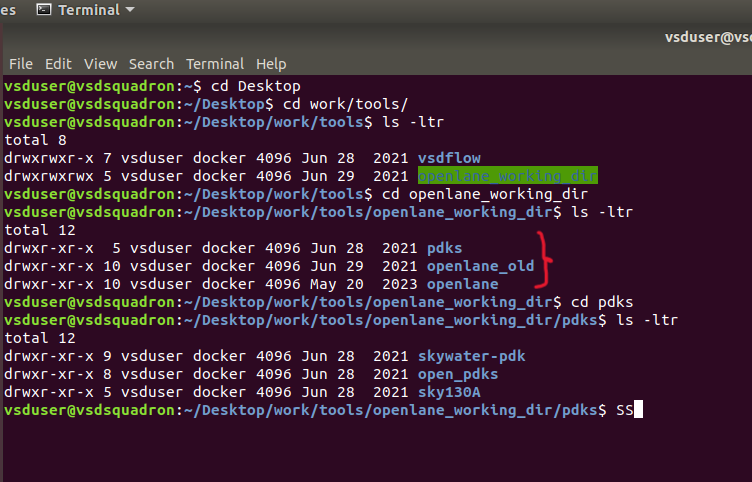 es Terminal
vsduser@vs
File Edit View Search Terminal Help
vsduser@vsdsquadron:~$ cd Desktop
vsduser@vsdsquadron:~/Desktop$ cd work/tools/
vsduser@vsdsquadron:~/Desktop/work/tools$ ls -ltr
total 8
drwxrwxr-x 7 vsduser docker 4096 Jun 28  2021 vsdflow
drwxrwxrwx 5 vsduser docker 4096 Jun 29  2021 openlane_working_dir
vsduser@vsdsquadron:~/Desktop/work/tools$ cd openlane_working_dir
vsduser@vsdsquadron:~/Desktop/work/tools/openlane_working_dir$ ls -ltr
total 12
drwxr-xr-x  5 vsduser docker 4096 Jun 28  2021 pdks
drwxr-xr-x 10 vsduser docker 4096 Jun 29  2021 openlane_old
drwxr-xr-x 10 vsduser docker 4096 May 20  2023 openlane
vsduser@vsdsquadron:~/Desktop/work/tools/openlane_working_dir$ cd pdks
vsduser@vsdsquadron:~/Desktop/work/tools/openlane_working_dir/pdks$ ls -ltr
total 12
drwxr-xr-x 9 vsduser docker 4096 Jun 28  2021 skywater-pdk
drwxr-xr-x 8 vsduser docker 4096 Jun 28  2021 open_pdks
drwxr-xr-x 5 vsduser docker 4096 Jun 28  2021 sky130A
vsduser@vsdsquadron:~/Desktop/work/tools/openlane_working_dir/pdks$ SS